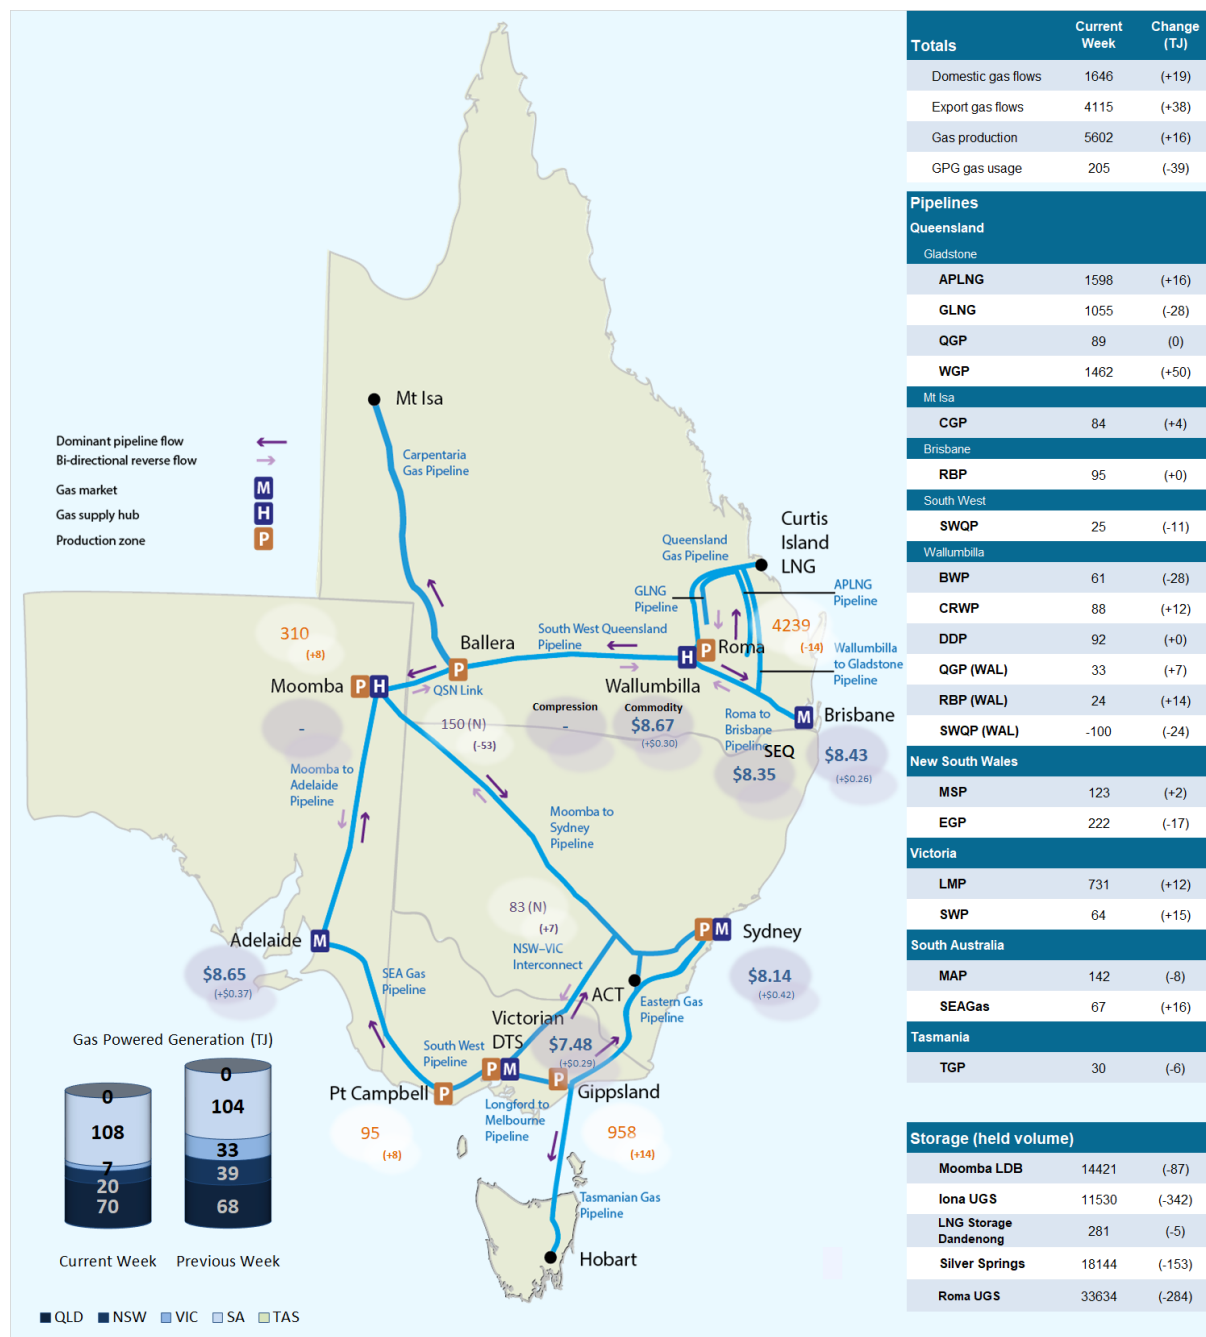 Mt Isa
Dominant pipeline flow
Bi-directional reverse flow
Gas market M
Gas supply hub H
Production zone P
Carpentaria
Gas Pipeline
Curtis
Island
LNG
Queensland
Gas Pipeline
GLNG
Pipeline
APLNG
Pipeline
310
(+8)
Ballera
South West Queensland
Pipeline
4239
(-14)
P
H P Roma
Wallumbilla
to Gladstone
Pipeline
Moomba P H
QSN Link
Wallumbilla
-
150 (N)
(-53)
Compression
-
Commodity
$8.67
(+$0.30)
Roma to
Brisbane
Pipeline
M Brisbane
SEQ
$8.35
$8.43
(+$0.26)
Moomba to
Adelaide
Pipeline
Moomba to
Sydney
Pipeline
83 (N)
(+7)
NSW-VIC
Interconnect
Adelaide M
P M Sydney
$8.65
(+$0.37)
SEA Gas
Pipeline
$8.14
(+$0.42)
ACT
Eastern Gas
Pipeline
Victorian
DTS
$7.48
(+$0.29)
South West
Pipeline
P M
P
Pt Campbell P
Gippsland
Longford to
Melbourne
Pipeline
95
(+8)
958
(+14)
Tasmanian Gas
Pipeline
Hobart
Gas Powered Generation (TJ)
0
108
7
20
70
0
104
33
39
68
Current Week Previous Week
QLD NSW VIC SA TAS
Totals Current Week Change (TJ)
Domestic gas flows 1646 (+19)
Export gas flows 4115 (+38)
Gas production 5602 (+16)
GPG gas usage 205 (-39)
Pipelines
Queensland
Gladstone
APLNG 1598 (+16)
GLNG 1055 (-28)
QGP 89 (0)
WGP 1462 (+50)
Mt Isa
CGP 84 (+4)
Brisbane
RBP 95 (+0)
South West
SWQP 25 (-11)
Wallumbilla
BWP 61 (-28)
CRWP 88 (+12)
DDP 92 (+0)
QGP (WAL) 33 (+7)
RBP (WAL) 24 (+14)
SWQP (WAL) -100 (-24)
New South Wales
MSP 123 (+2)
EGP 222 (-17)
Victoria
LMP 731 (+12)
SWP 64 (+15)
South Australia
MAP 142 (-8)
SEAGas 67 (+16)
Tasmania
TGP 30 (-6)
Storage (held volume)
Moomba LDB 14421 (-87)
Iona UGS 11530 (-342)
LNG Storage
Dandenong 281 (-5)
Silver Springs 18144 (-153)
Roma UGS 33634 (-284)